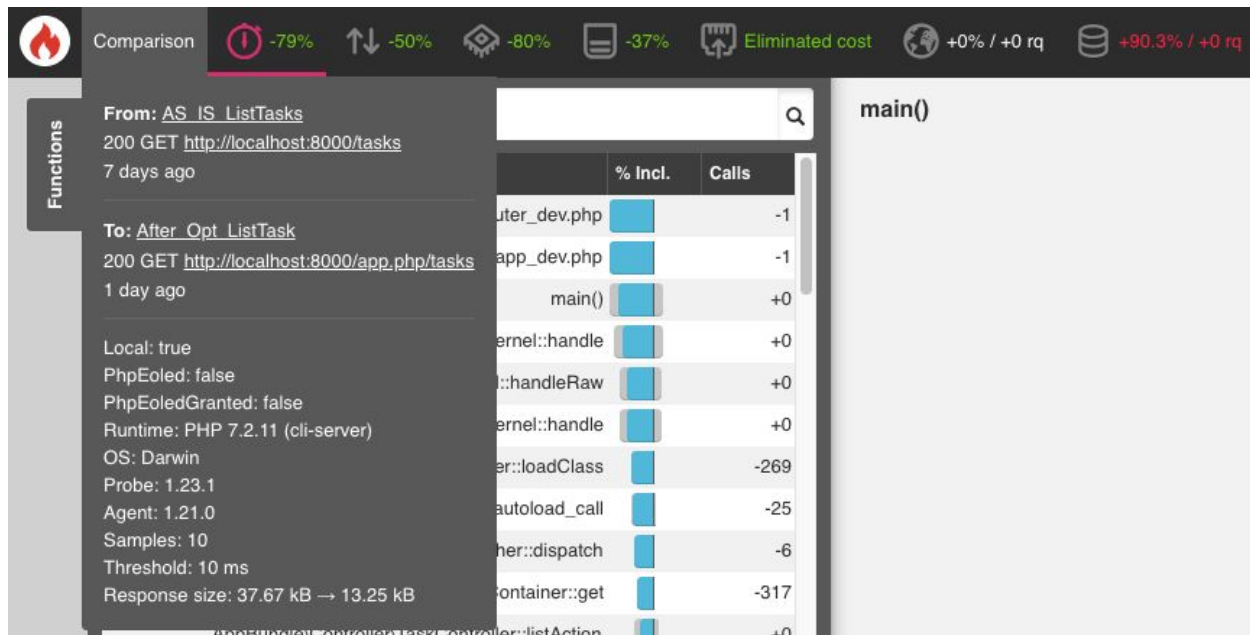 Comparison -79% -50% -80% -37% Eliminated cost +0% / +0 rq +90.3% / +0 rq
Functions
From: AS_IS_ListTasks
200 GET http://localhost:8000/tasks
7 days ago
To: After_Opt_ListTask
200 GET http://localhost:8000/app.php/tasks
1 day ago
Local: true
PhpEoled: false
PhpEoledGranted: false
Runtime: PHP 7.2.11 (cli-server)
OS: Darwin
Probe: 1.23.1
Agent: 1.21.0
Samples: 10
Threshold: 10 ms
Response size: 37.67 kB → 13.25 kB
% Incl. Calls
uter_dev.php -1
app_dev.php -1
main() +0
ernel::handle +0
::handleRaw +0
ernel::handle +0
er::loadClass -269
autoload_call -25
her::dispatch -6
ontainer::get -317
AppBundle\Controller\TaskController::listAction +0
main()